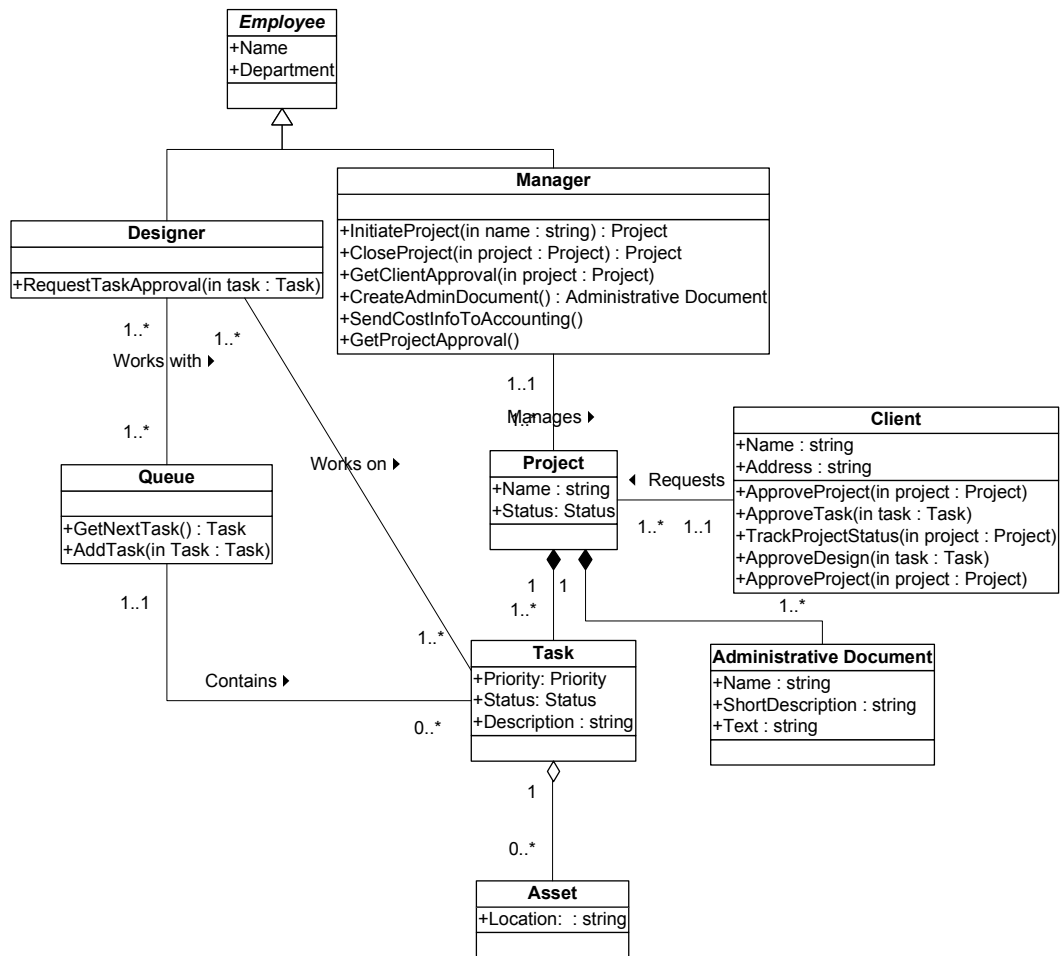 Employee
+Name
+Department
Manager
+InitiateProject(in name : string) : Project
+CloseProject(in project : Project) : Project
+GetClientApproval(in project : Project)
+CreateAdminDocument() : Administrative Document
+SendCostInfoToAccounting()
+GetProjectApproval()
Designer
+RequestTaskApproval(in task : Task)
1..*
1..*
Works with
1..*
1..1
Manages
1..*
Works on
Queue
+GetNextTask() : Task
+AddTask(in Task : Task)
Project
+Name : string
+Status: Status
Requests
1..*
1..1
Client
+Name : string
+Address : string
+ApproveProject(in project : Project)
+ApproveTask(in task : Task)
+TrackProjectStatus(in project : Project)
+ApproveDesign(in task : Task)
+ApproveProject(in project : Project)
1..1
1
1
1..*
1..*
1..*
Contains
0..*
Task
+Priority: Priority
+Status: Status
+Description : string
Administrative Document
+Name : string
+ShortDescription : string
+Text : string
1
0..*
Asset
+Location: : string